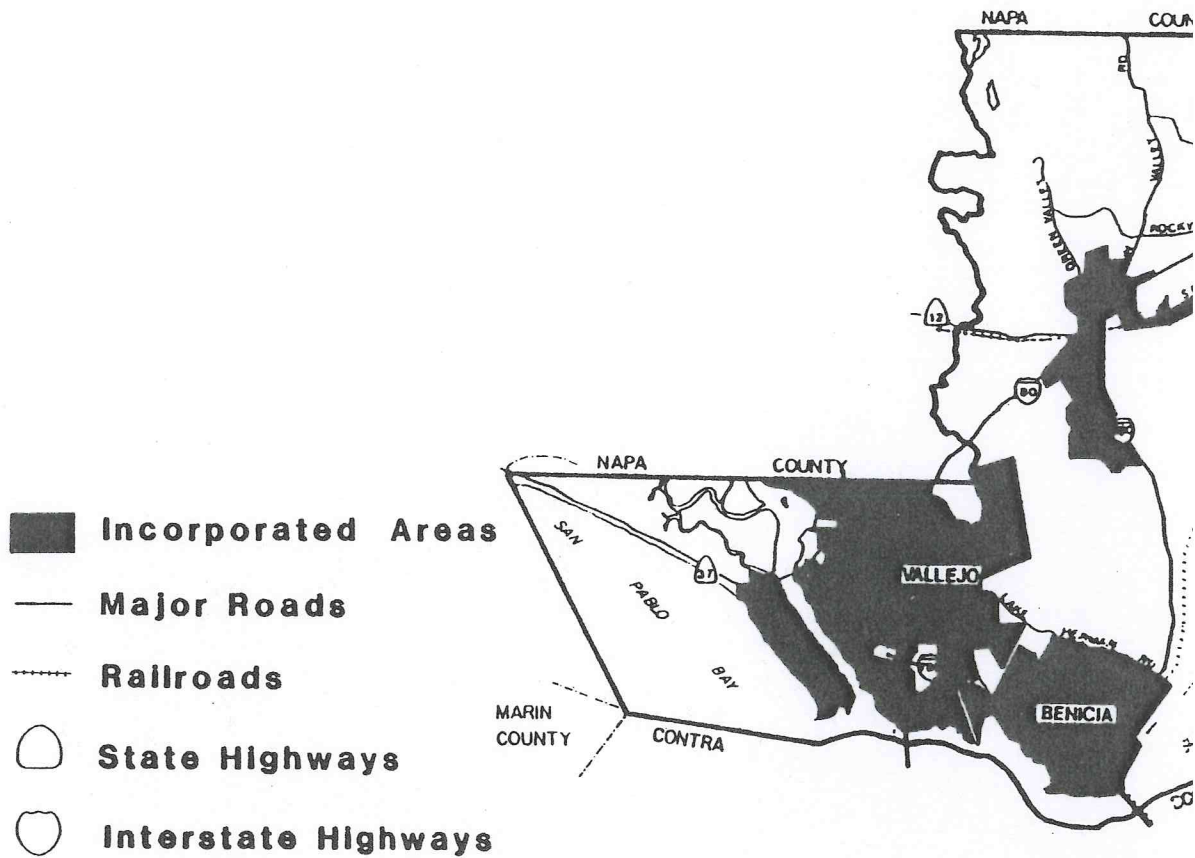 NAPA COUN
RD
VALLEY
GREEN VALLEY
ROCKY
12
80
NAPA COUNTY
Incorporated Areas
SAN
PABLO
BAY
37
VALLEJO
LAKE
Major Roads
Railroads
MARIN
COUNTY
CONTRA
BENICIA
State Highways
Interstate Highways